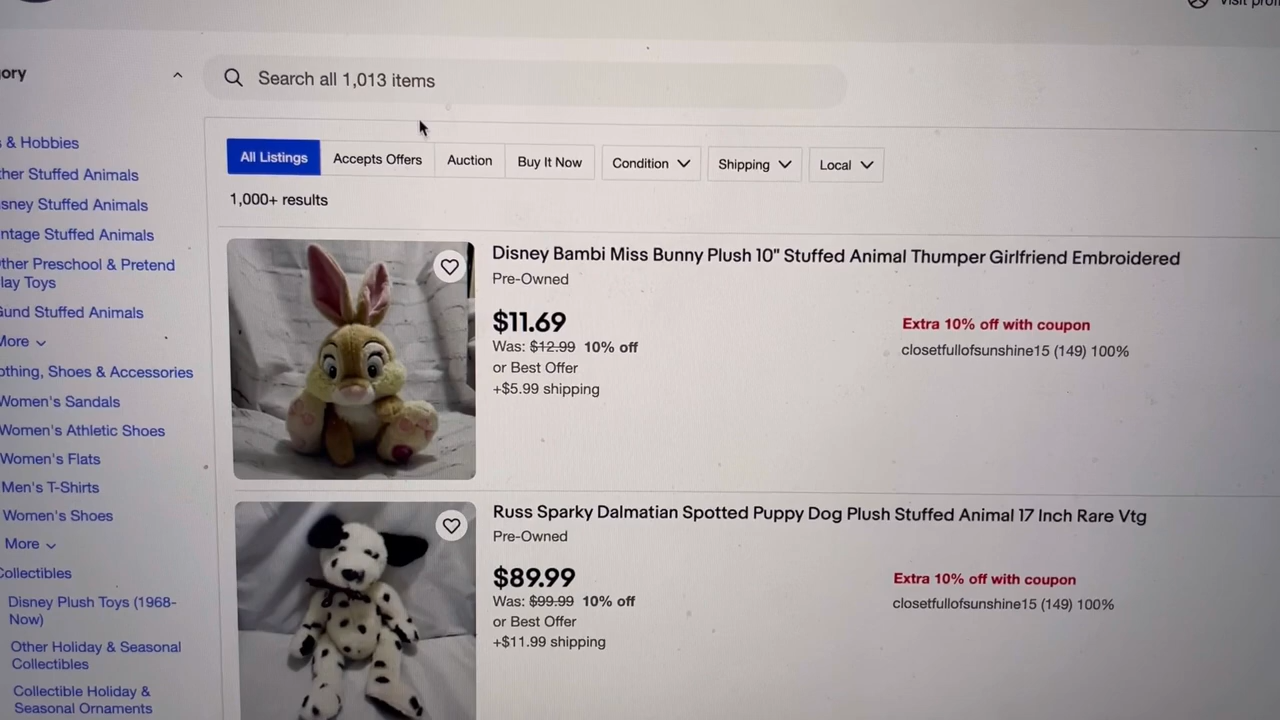 Visit
ory
Search all 1,013 items
& Hobbies
ther Stuffed Animals
sney Stuffed Animals
ntage Stuffed Animals
ther Preschool & Pretend
lay Toys
Gund Stuffed Animals
More
othing, Shoes & Accessories
Women's Sandals
Women's Athletic Shoes
Women's Flats
Men's T-Shirts
Women's Shoes
More
Collectibles
Disney Plush Toys (1968-
Now)
Other Holiday & Seasonal
Collectibles
Collectible Holiday &
Seasonal Ornaments
All Listings Accepts Offers Auction Buy It Now Condition Shipping Local
1,000+ results
Disney Bambi Miss Bunny Plush 10" Stuffed Animal Thumper Girlfriend Embroidered
Pre-Owned
$11.69
Was: $12.99 10% off
or Best Offer
+$5.99 shipping
Extra 10% off with coupon
closetfullofsunshine15 (149) 100%
Russ Sparky Dalmatian Spotted Puppy Dog Plush Stuffed Animal 17 Inch Rare Vtg
Pre-Owned
$89.99
Was: $99.99 10% off
or Best Offer
+$11.99 shipping
Extra 10% off with coupon
closetfullofsunshine15 (149) 100%